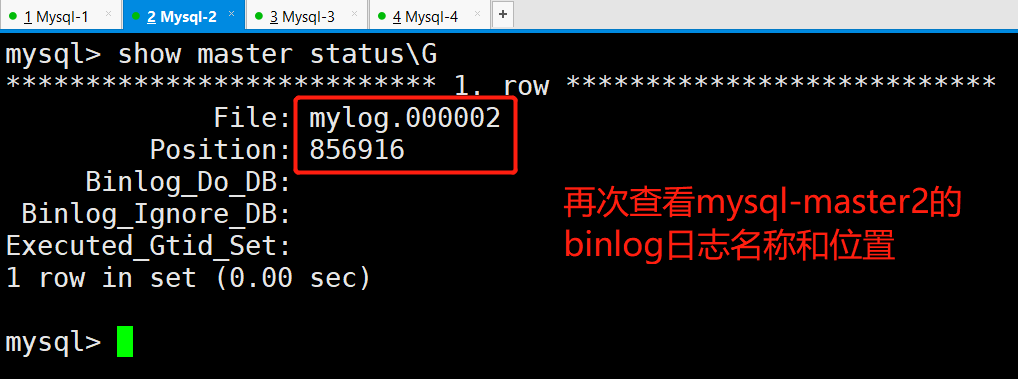 1 Mysql-1 × 2 Mysql-2 × 3 Mysql-3 × 4 Mysql-4 × +
mysql> show master status\G
*************************** 1. row ***************************
File: mylog.000002
Position: 856916
Binlog_Do_DB:
Binlog_Ignore_DB:
Executed_Gtid_Set:
1 row in set (0.00 sec)
mysql>
再次查看mysql-master2的
binlog日志名称和位置